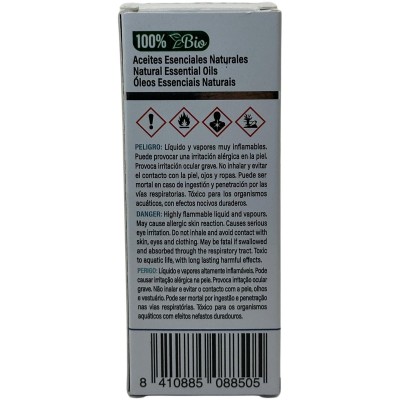 100% Bio
Aceites Esenciales Naturales
Natural Essential Oils
Óleos Essenciais Naturais
PELIGRO: Líquido y vapores muy inflamables.
Puede provocar una irritación alérgica en la piel.
Provoca irritación ocular grave. No inhalar y evitar
el contacto con la piel, ojos y ropas. Puede ser
mortal en caso de ingestión y penetración por las
vías respiratorias. Tóxico para los organismos
acuáticos, con efectos nocivos duraderos.
DANGER: Highly flammable liquid and vapours.
May cause allergic skin reaction. Causes serious
eye irritation. Do not inhale and avoid contact with
skin, eyes and clothing. May be fatal if swallowed
and absorbed through the respiratory tract. Toxic
to aquatic life, with long lasting harmful effects.
PERIGO: Líquido e vapores altamente inflamáveis. Pode
causar irritação alérgica na pele. Provoca irritação ocular
grave. Não inalar e evitar o contacto com a pele, olhos
e vestuário. Pode ser mortal por ingestão e penetração
nas vías respiratórias. Tóxico para os organismos
aquáticos com efeitos nefastos duradouros.
8 410885 088505